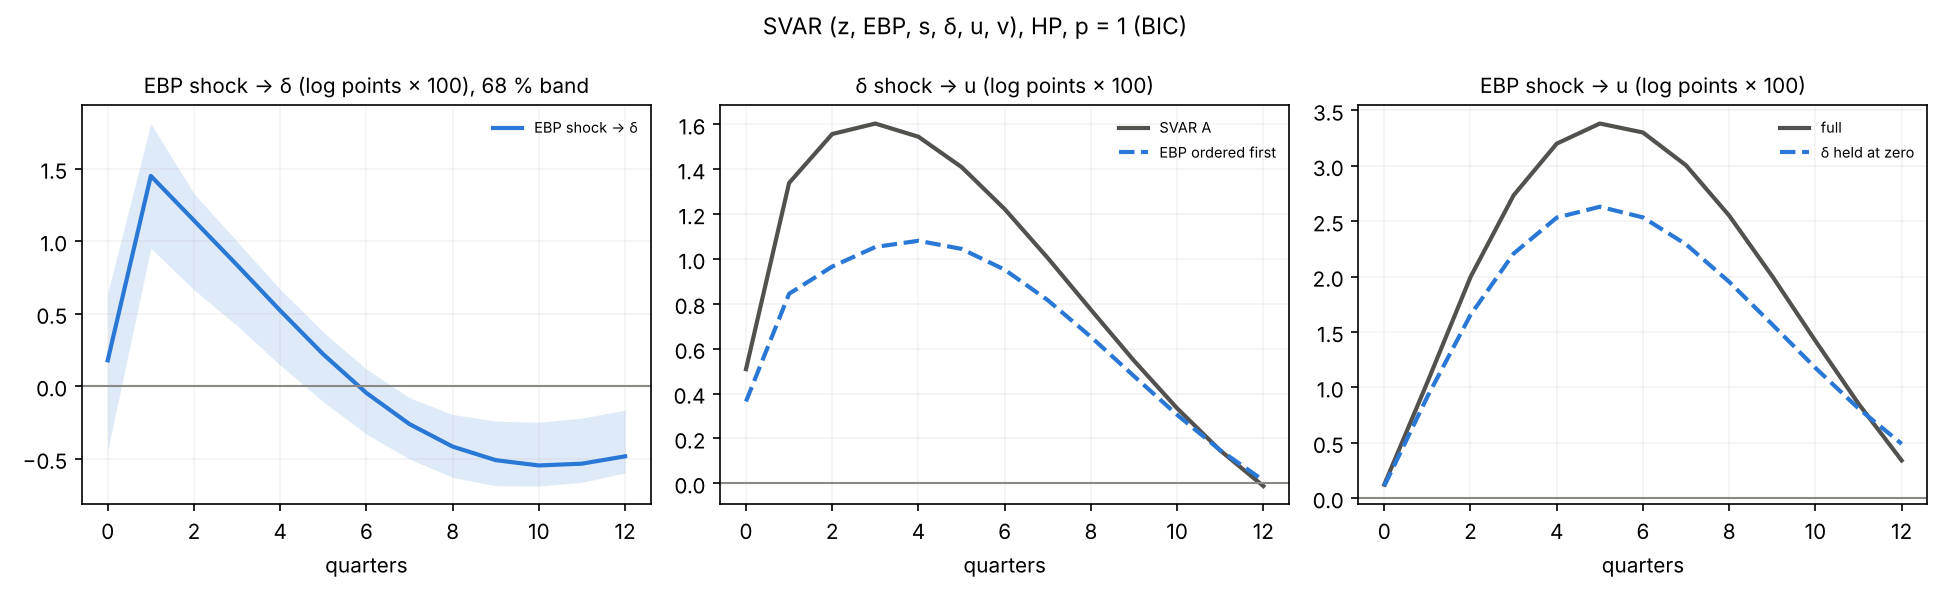 SVAR (z, EBP, s, δ, u, v), HP, p = 1 (BIC)
EBP shock → δ (log points × 100), 68 % band
EBP shock → δ
1.5
1.0
0.5
0.0
−0.5
0 2 4 6 8 10 12
quarters
δ shock → u (log points × 100)
SVAR A
EBP ordered first
1.6
1.4
1.2
1.0
0.8
0.6
0.4
0.2
0.0
0 2 4 6 8 10 12
quarters
EBP shock → u (log points × 100)
full
δ held at zero
3.5
3.0
2.5
2.0
1.5
1.0
0.5
0.0
0 2 4 6 8 10 12
quarters